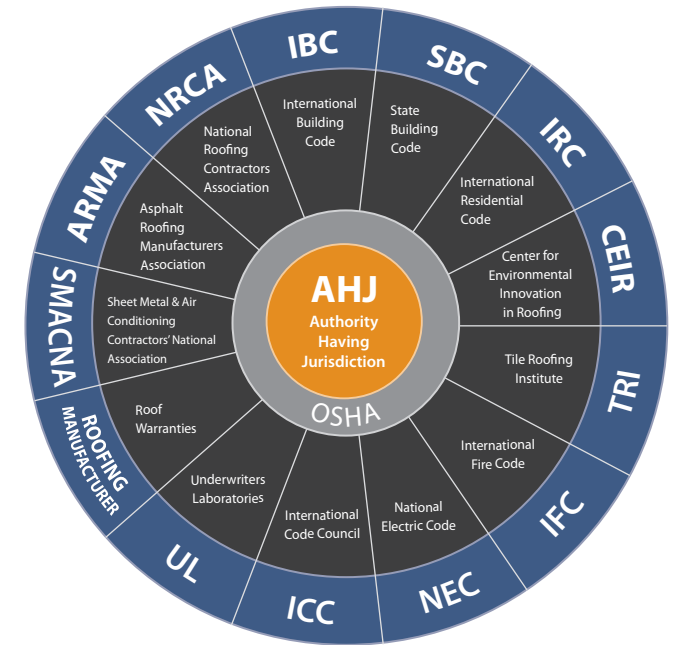 IBC
International
Building
Code
SBC
State
Building
Code
IRC
International
Residential
Code
CEIR
Center for
Environmental
Innovation
in Roofing
TRI
Tile Roofing
Institute
IFC
International
Fire Code
NEC
National
Electric Code
ICC
International
Code Council
UL
Underwriters
Laboratories
ROOFING
MANUFACTURER
Roof
Warranties
SMACNA
Sheet Metal & Air
Conditioning
Contractors' National
Association
ARMA
Asphalt
Roofing
Manufacturers
Association
NRCA
National
Roofing
Contractors
Association
AHJ
Authority
Having
Jurisdiction
OSHA